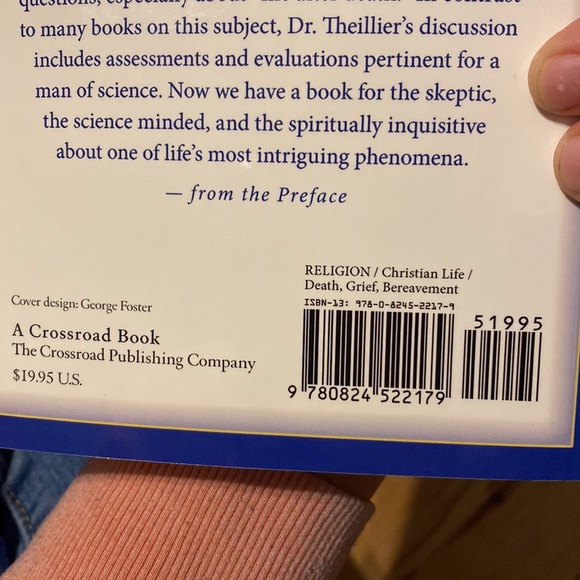 to many books on this subject, Dr. Theillier's discussion
includes assessments and evaluations pertinent for a
man of science. Now we have a book for the skeptic,
the science minded, and the spiritually inquisitive
about one of life's most intriguing phenomena.
— from the Preface
RELIGION / Christian Life /
Death, Grief, Bereavement
ISBN-13: 978-0-8245-2217-9
51995
9 780824 522179
Cover design: George Foster
A Crossroad Book
The Crossroad Publishing Company
$19.95 U.S.